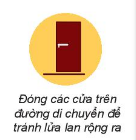 Đóng các cửa trên
đường di chuyển để
tránh lửa lan rộng ra